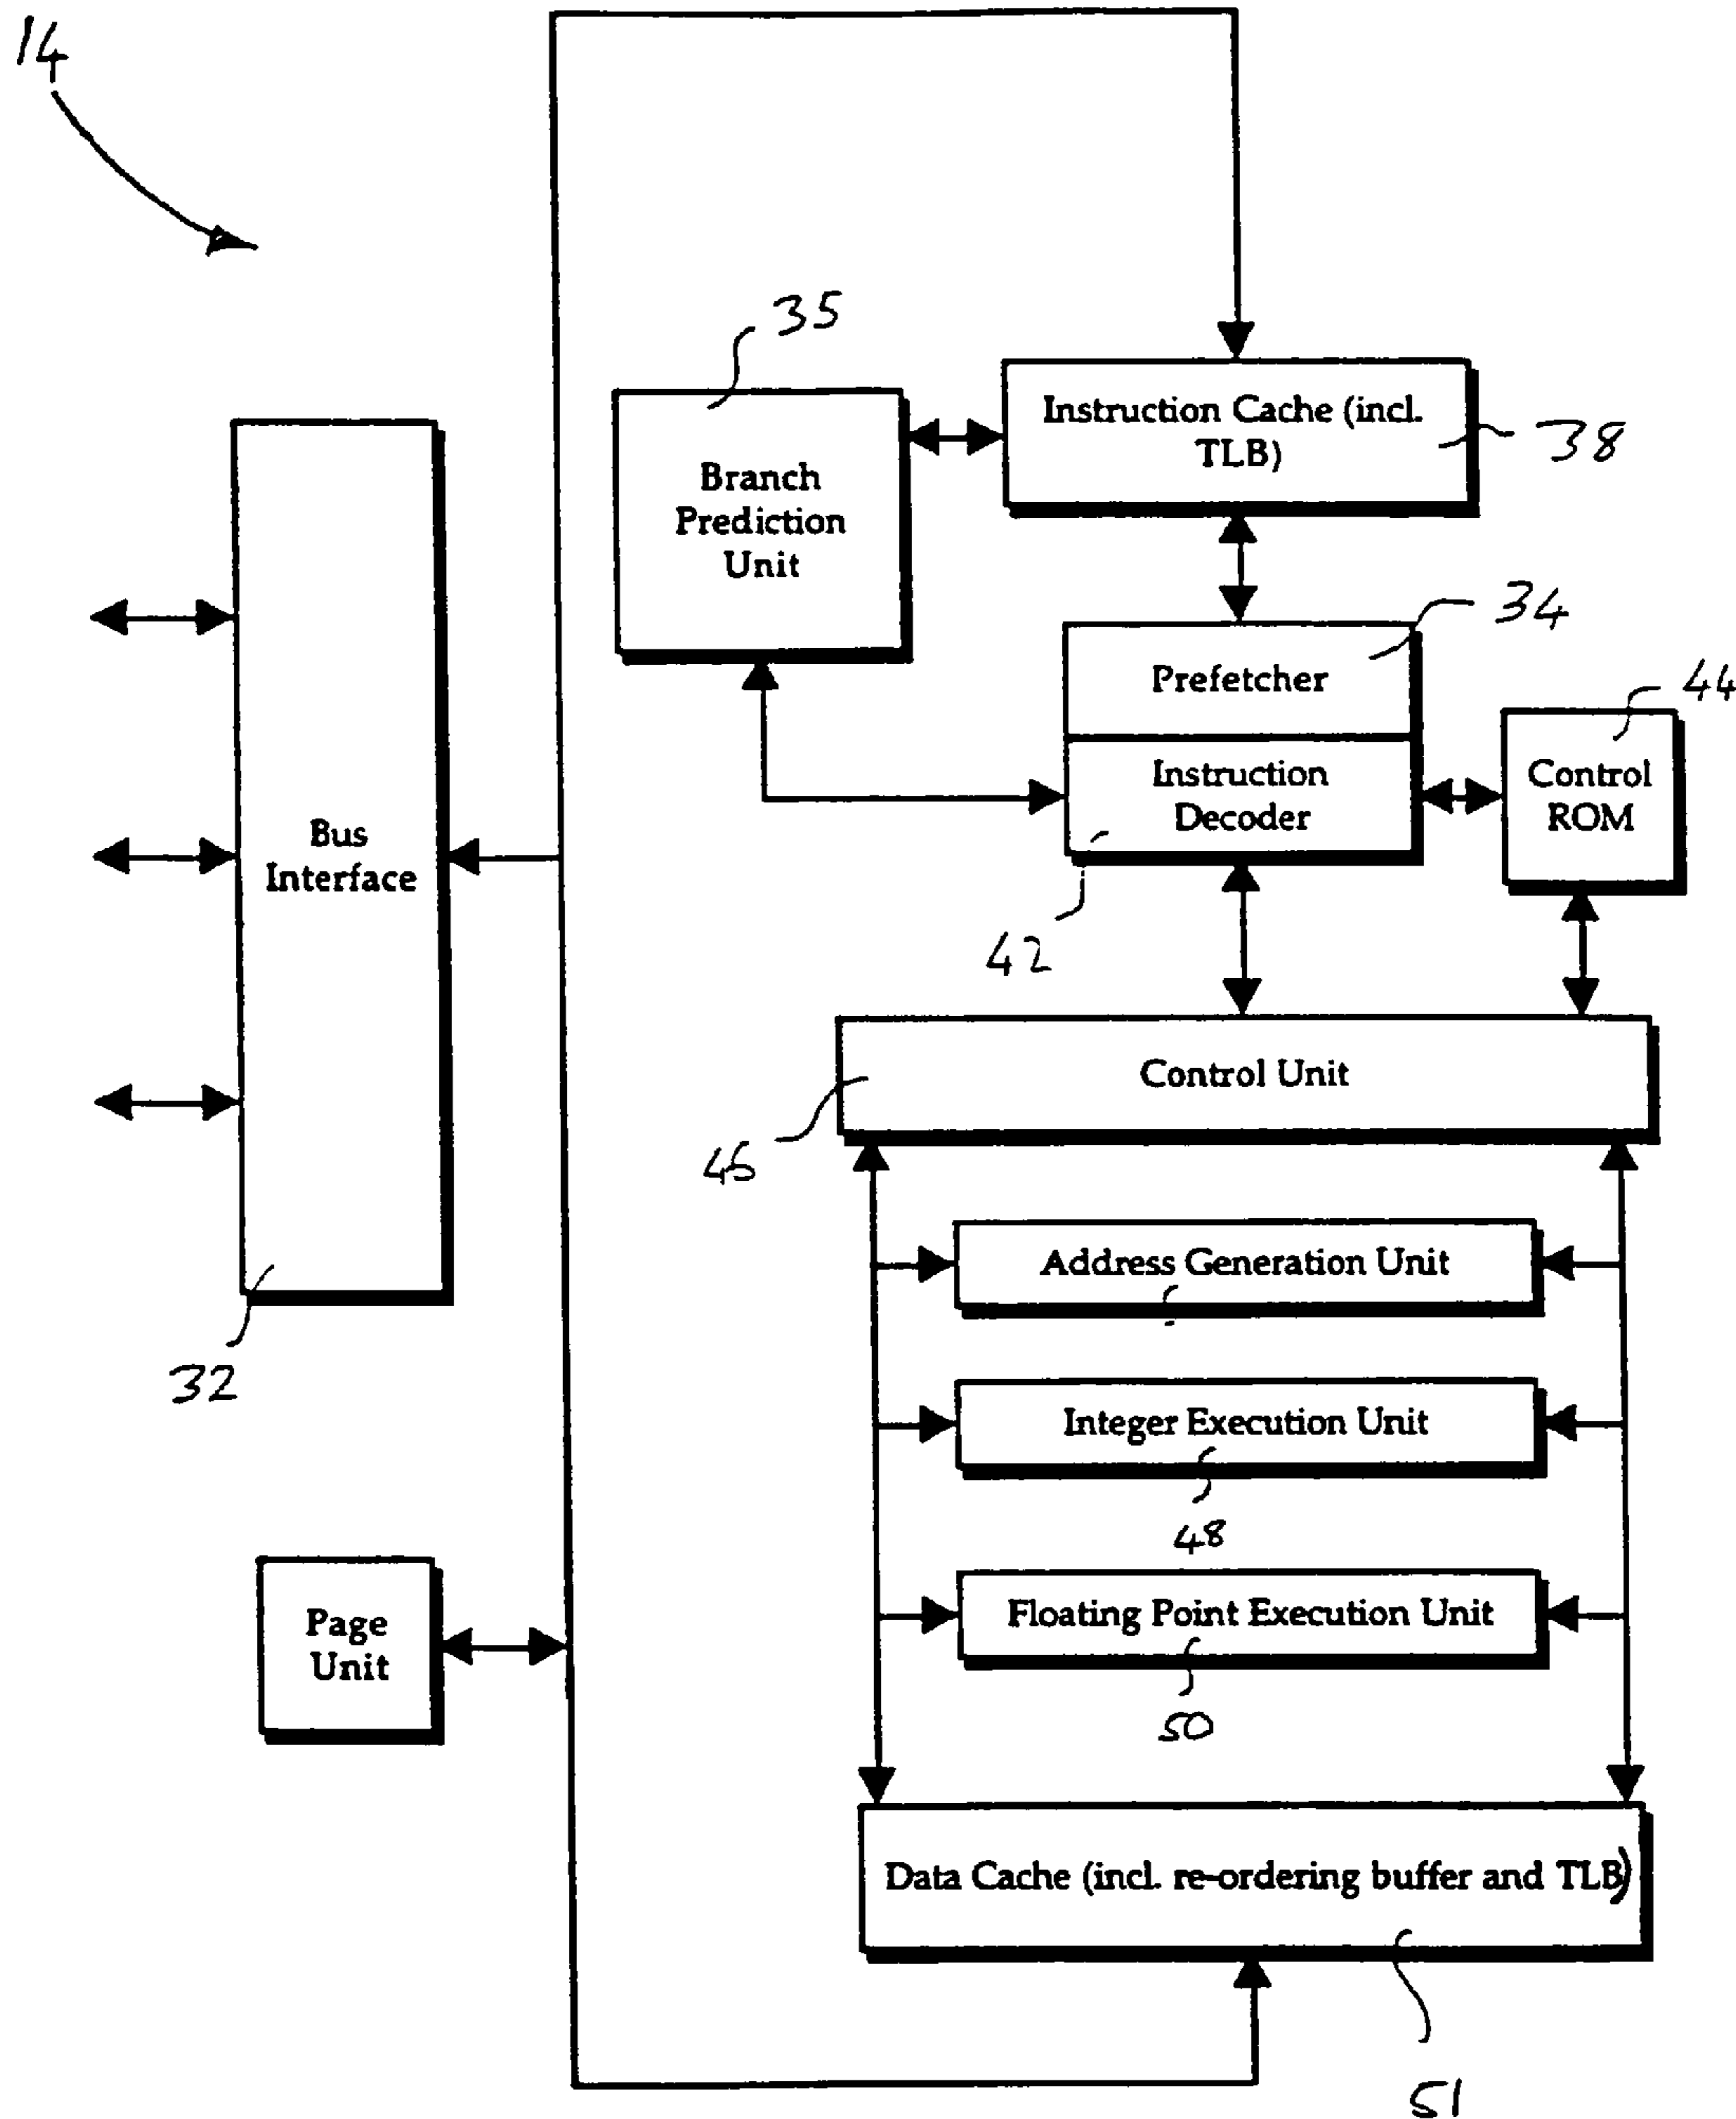 14
35
Instruction Cache (incl.
TLB)
38
Branch
Prediction
Unit
34
Prefetcher
44
Instruction
Decoder
Control
ROM
42
Bus
Interface
Control Unit
46
Address Generation Unit
32
Integer Execution Unit
48
Page
Unit
Floating Point Execution Unit
50
Data Cache (incl. re-ordering buffer and TLB)
51